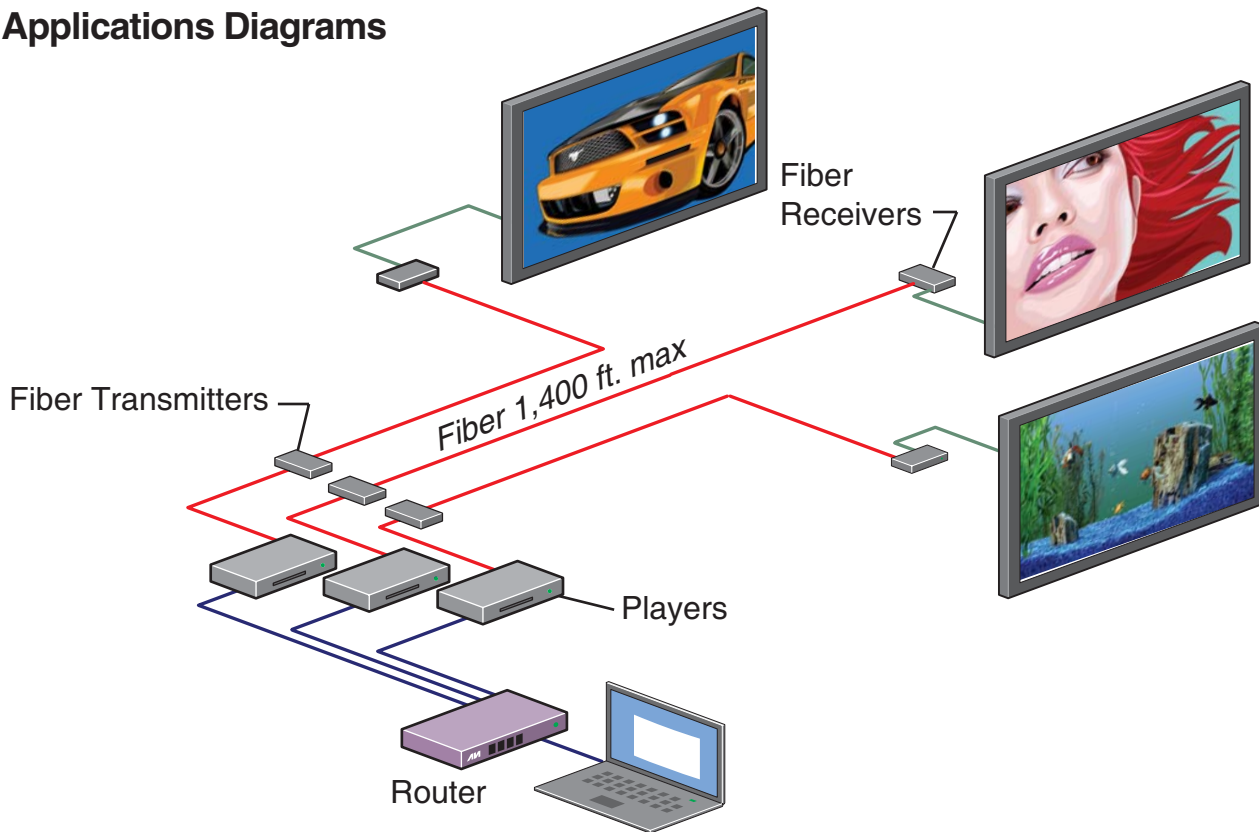 Applications Diagrams
Fiber
Receivers
Fiber Transmitters
Fiber 1,400 ft. max
Players
Router